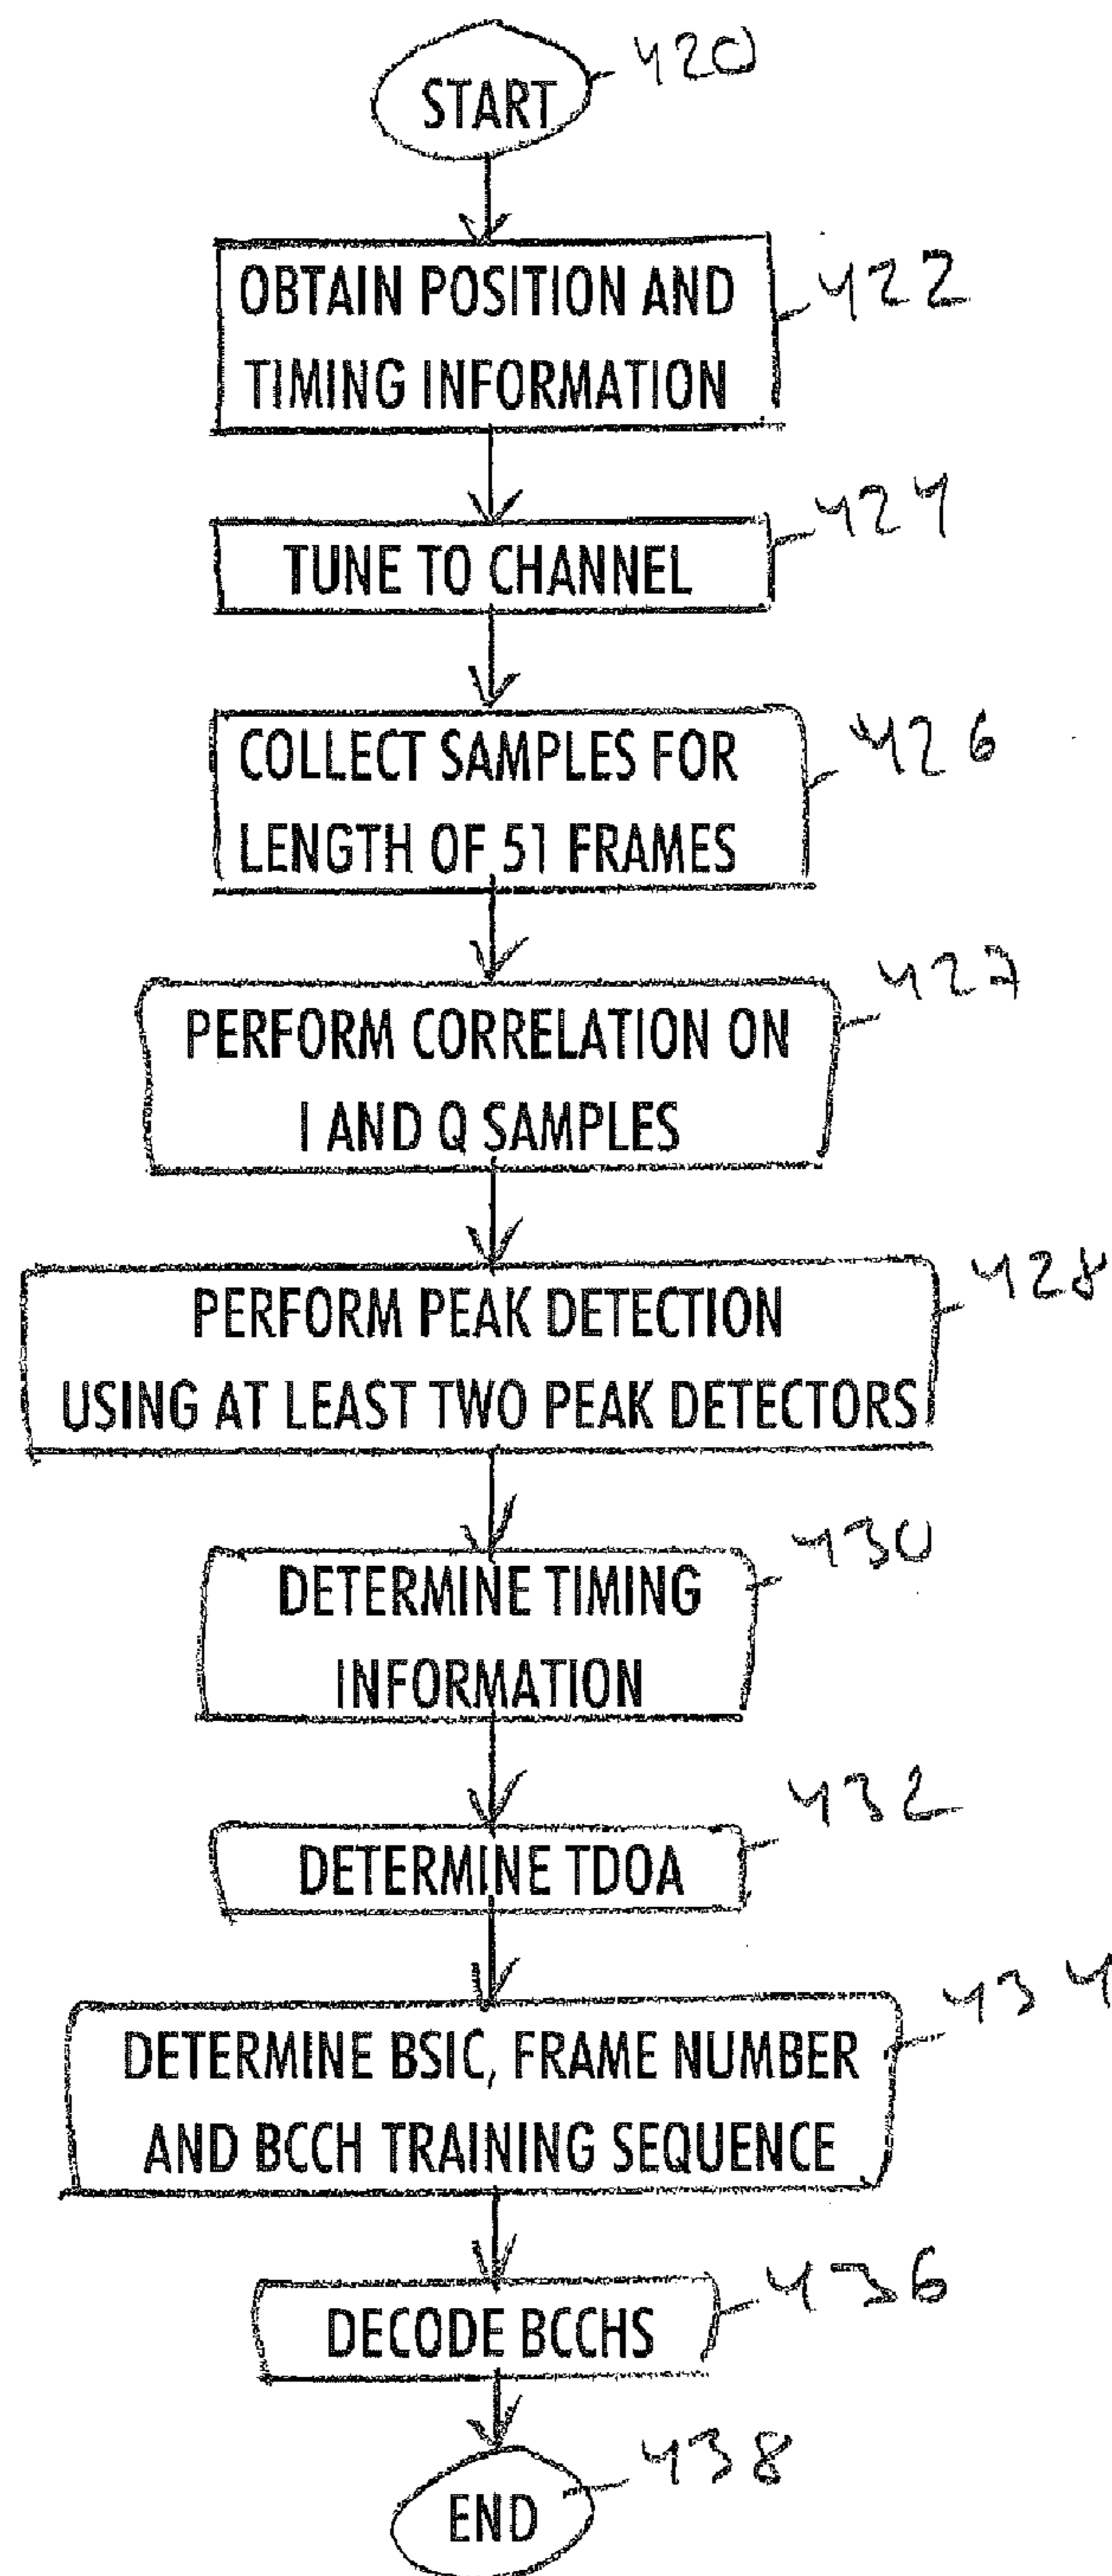 START 420
OBTAIN POSITION AND 422
TIMING INFORMATION
TUNE TO CHANNEL 424
COLLECT SAMPLES FOR 426
LENGTH OF 51 FRAMES
PERFORM CORRELATION ON 427
I AND Q SAMPLES
PERFORM PEAK DETECTION 428
USING AT LEAST TWO PEAK DETECTORS
DETERMINE TIMING 430
INFORMATION
DETERMINE TDOA 432
DETERMINE BSIC, FRAME NUMBER 434
AND BCCH TRAINING SEQUENCE
DECODE BCCHS 436
END 438